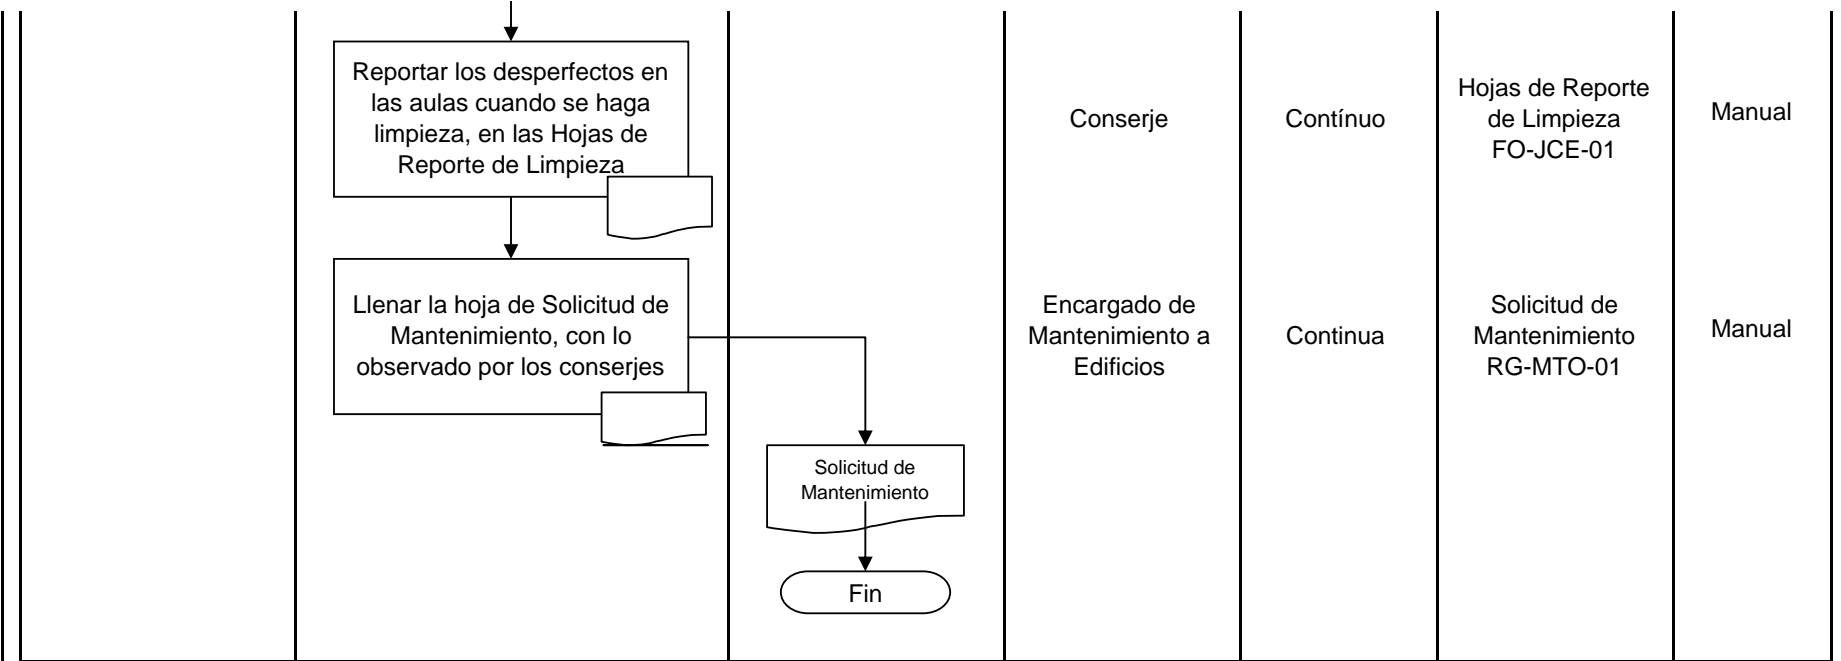 Reportar los desperfectos en
las aulas cuando se haga
limpieza, en las Hojas de
Reporte de Limpieza
Conserje
Contínuo
Hojas de Reporte
de Limpieza
FO-JCE-01
Manual
Llenar la hoja de Solicitud de
Mantenimiento, con lo
observado por los conserjes
Encargado de
Mantenimiento a
Edificios
Continua
Solicitud de
Mantenimiento
RG-MTO-01
Manual
Solicitud de
Mantenimiento
Fin